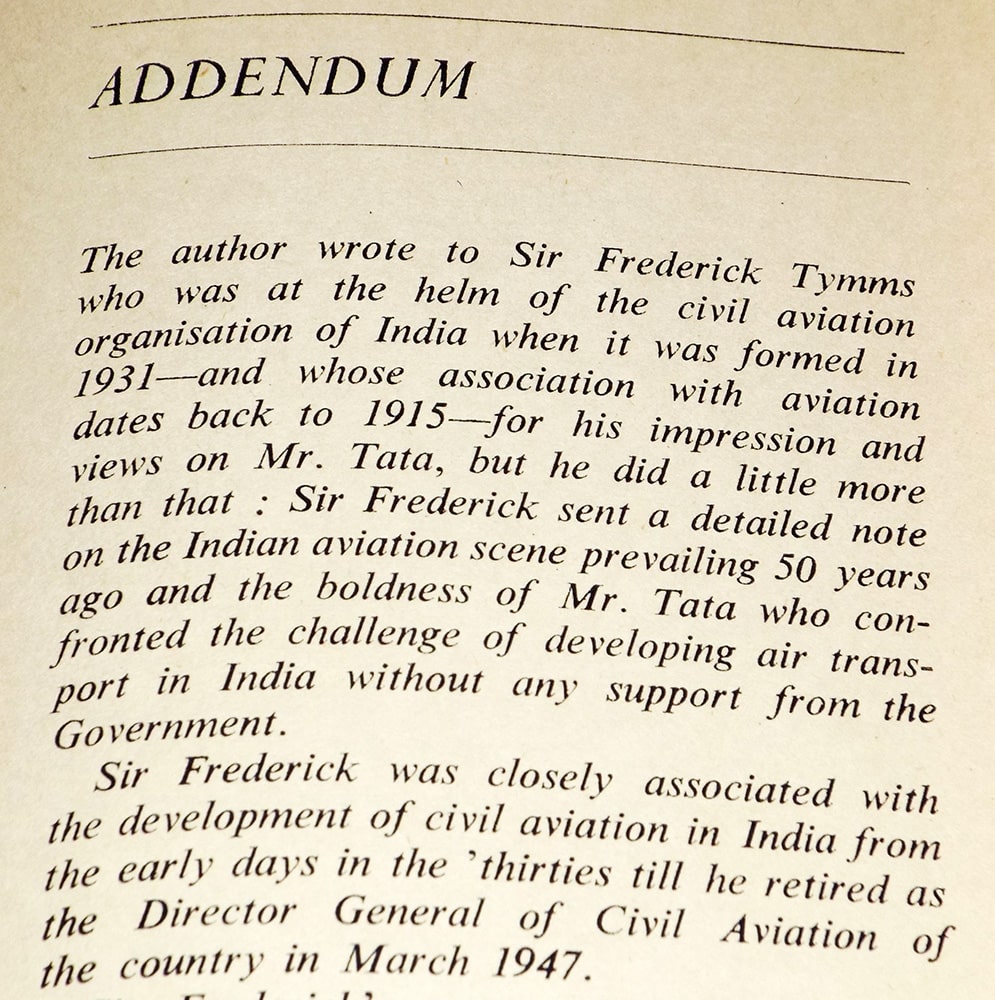 ADDENDUM
The author wrote to Sir Frederick Tymms
who was at the helm of the civil aviation
organisation of India when it was formed in
1931—and whose association with aviation
dates back to 1915—for his impression and
views on Mr. Tata, but he did a little more
than that : Sir Frederick sent a detailed note
on the Indian aviation scene prevailing 50 years
ago and the boldness of Mr. Tata who con-
fronted the challenge of developing air trans-
port in India without any support from the
Government.
Sir Frederick was closely associated with
the development of civil aviation in India from
the early days in the ’thirties till he retired as
the Director General of Civil Aviation of
the country in March 1947.